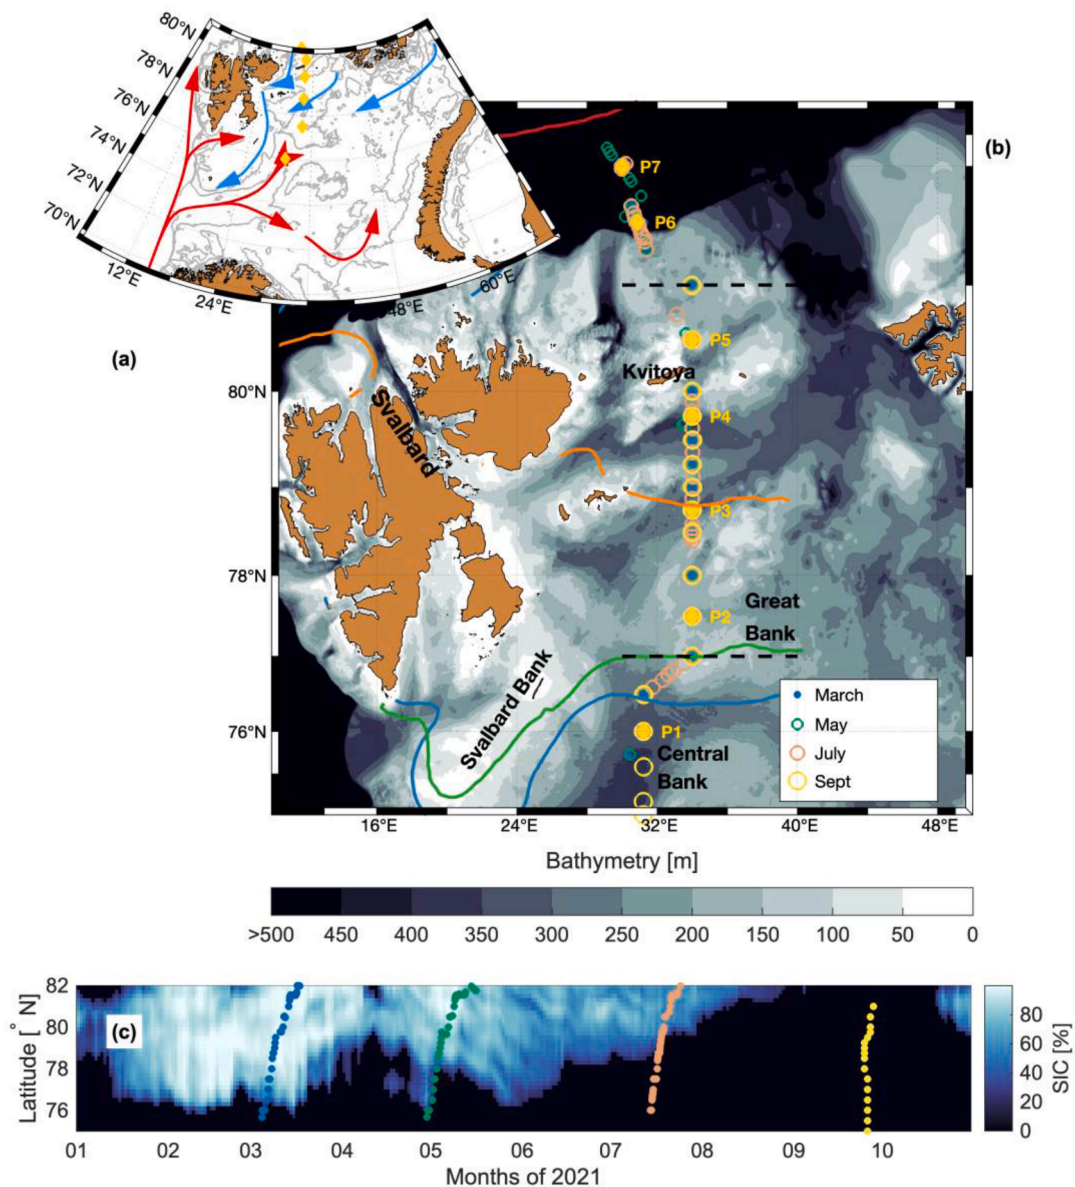 80°N
78°N
76°N
74°N
72°N
70°N
12°E
24°E
48°E
60°E
(a)
(b)
P7
P6
P5
Kvitoya
P4
P3
P2
Great
Bank
P1
Central
Bank
Svalbard
Svalbard Bank
80°N
78°N
76°N
March
May
July
Sept
16°E
24°E
32°E
40°E
48°E
Bathymetry [m]
>500
450
400
350
300
250
200
150
100
50
0
(c)
Latitude [° N]
82
80
78
76
01
02
03
04
05
06
07
08
09
10
Months of 2021
SIC [%]
80
60
40
20
0